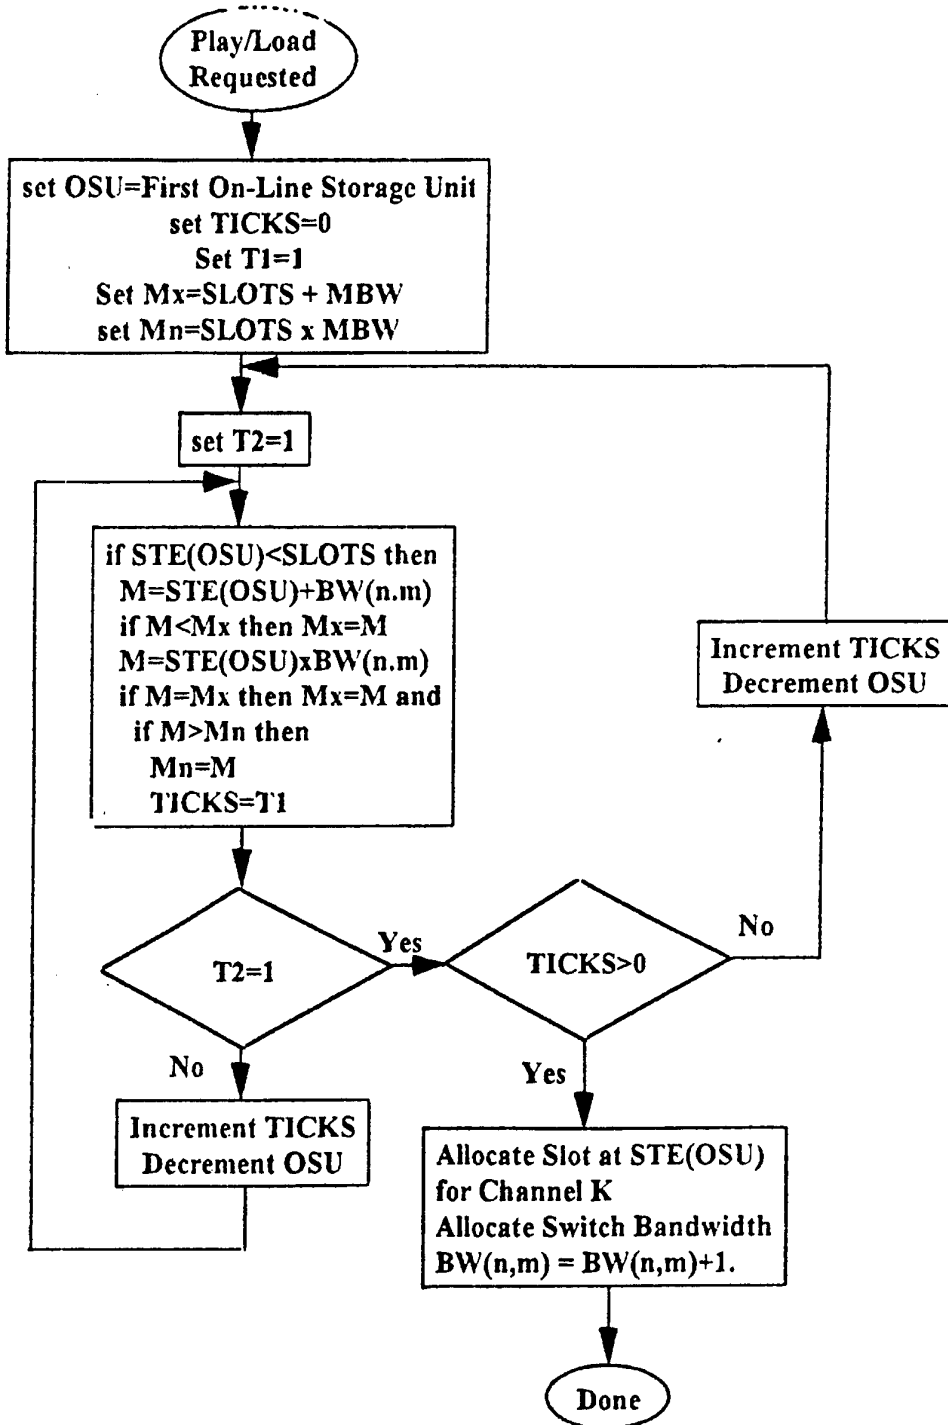 Play/Load
Requested
set OSU=First On-Line Storage Unit
set TICKS=0
Set T1=1
Set Mx=SLOTS + MBW
set Mn=SLOTS x MBW
set T2=1
if STE(OSU)<SLOTS then
M=STE(OSU)+BW(n.m)
if M<Mx then Mx=M
M=STE(OSU)xBW(n.m)
if M=Mx then Mx=M and
if M>Mn then
Mn=M
TICKS=T1
Increment TICKS
Decrement OSU
T2=1
Yes
TICKS>0
No
No
Yes
Increment TICKS
Decrement OSU
Allocate Slot at STE(OSU)
for Channel K
Allocate Switch Bandwidth
BW(n,m) = BW(n,m)+1.
Done